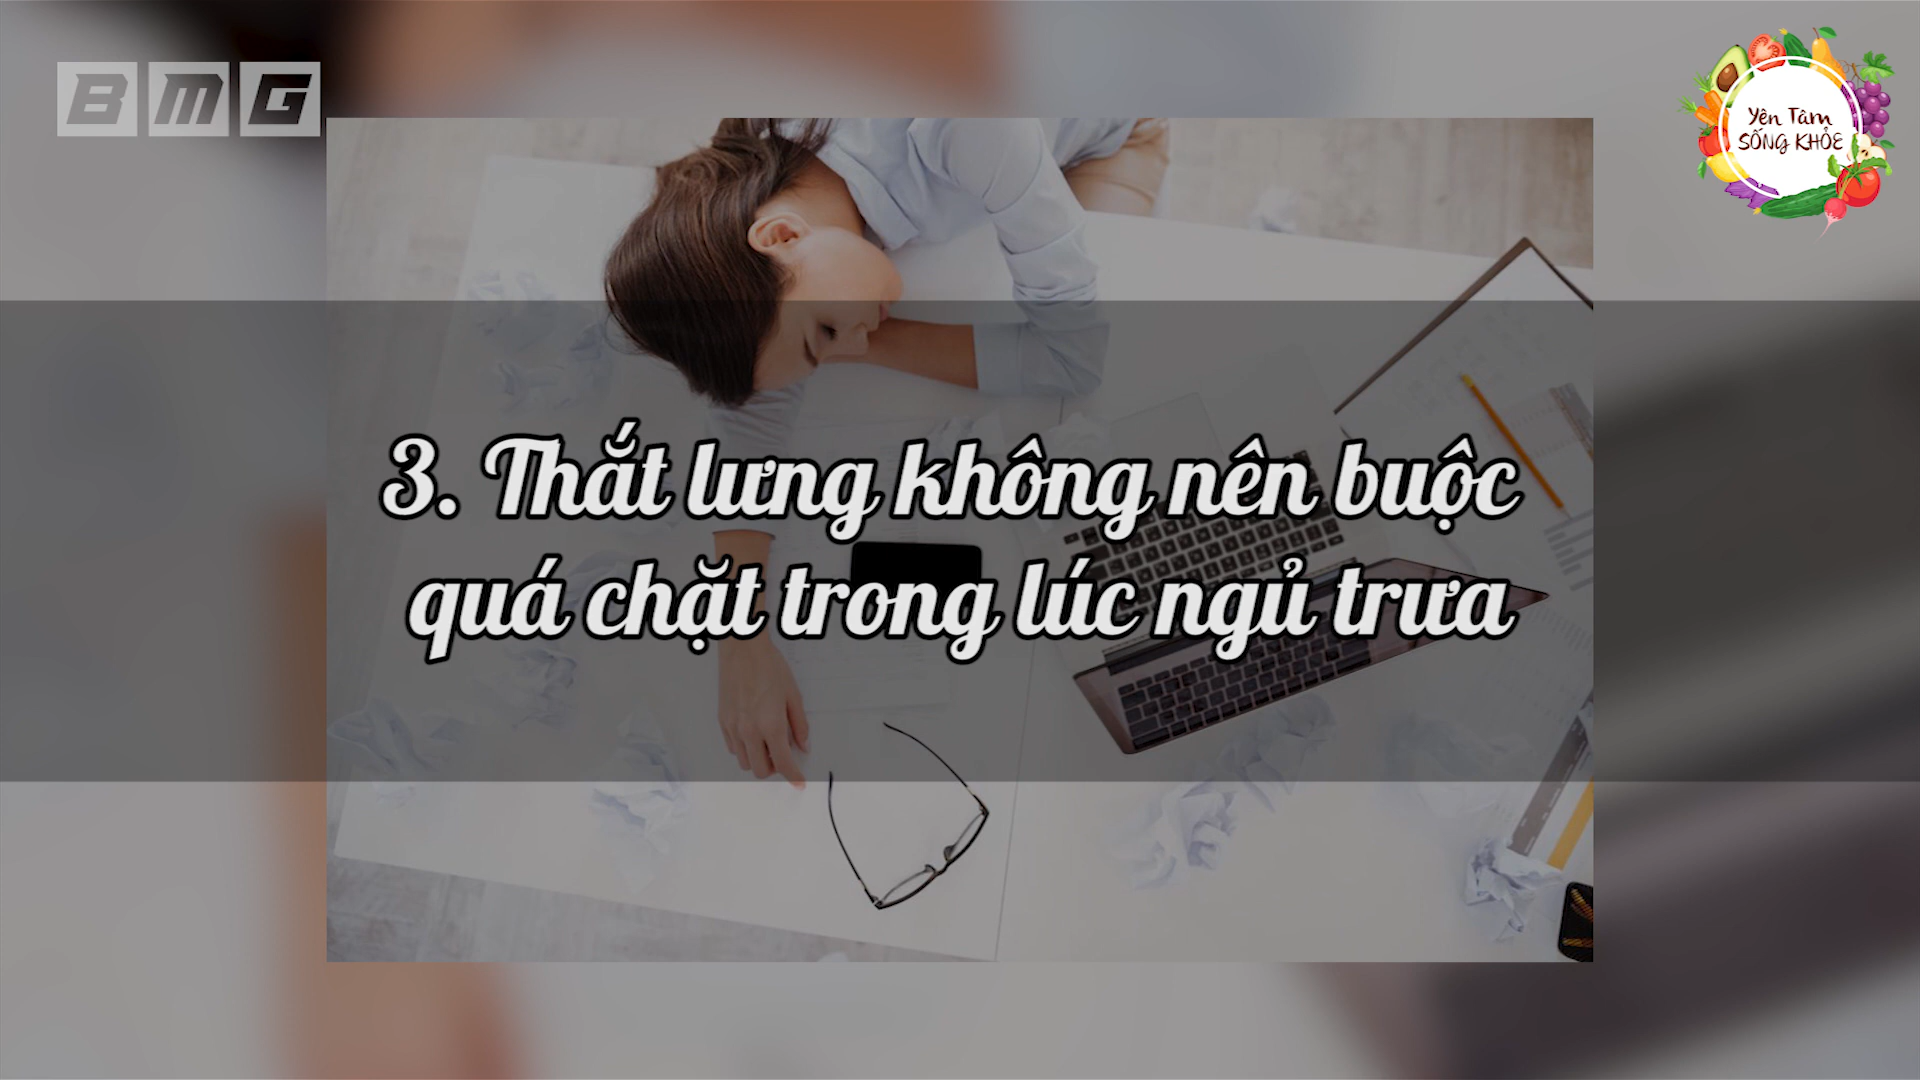 BMG
Yên Tâm
SỐNG KHỎE
3. Thắt lưng không nên buộc
quá chặt trong lúc ngủ trưa